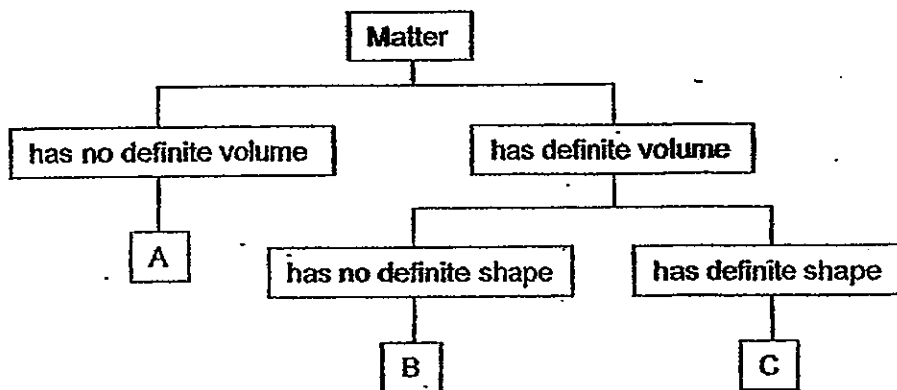 Matter
has no definite volume
has definite volume
A
has no definite shape
has definite shape
B
C